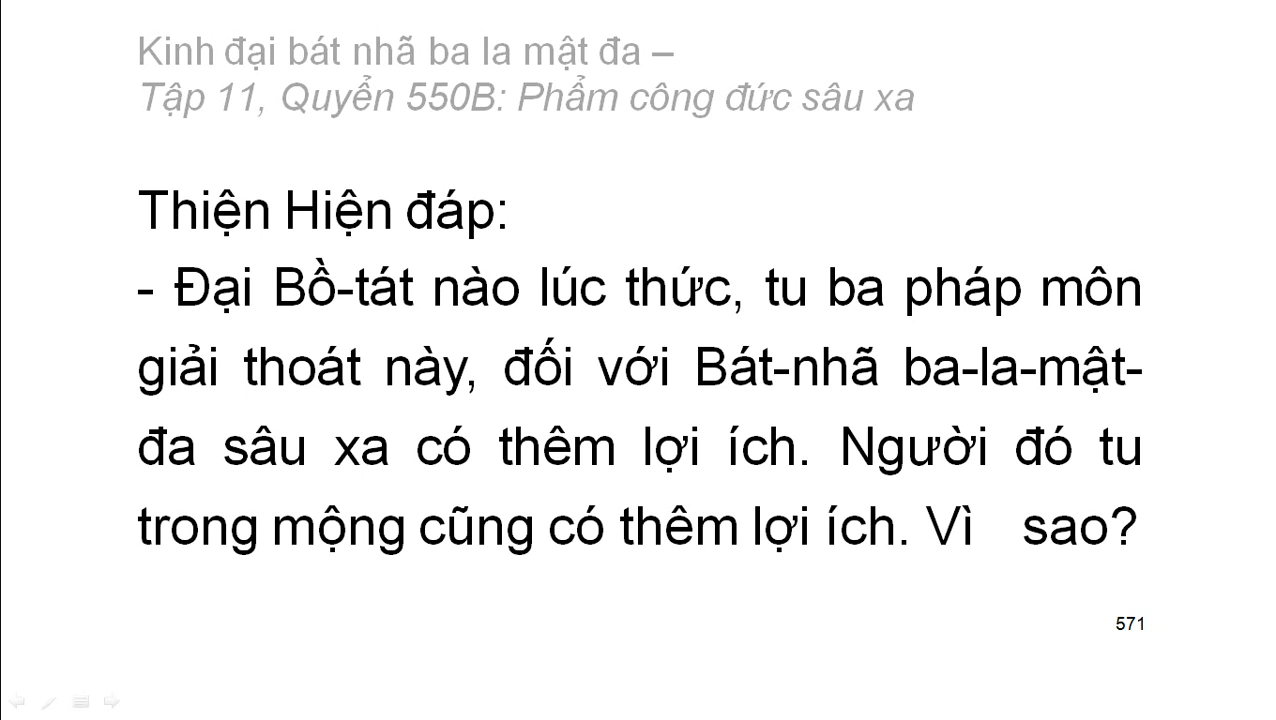 Kinh đại bát nhã ba la mật đa –
Tập 11, Quyển 550B: Phẩm công đức sâu xa
Thiện Hiện đáp:
- Đại Bồ-tát nào lúc thức, tu ba pháp môn
giải thoát này, đối với Bát-nhã ba-la-mật-
đa sâu xa có thêm lợi ích. Người đó tu
trong mộng cũng có thêm lợi ích. Vì sao?
571